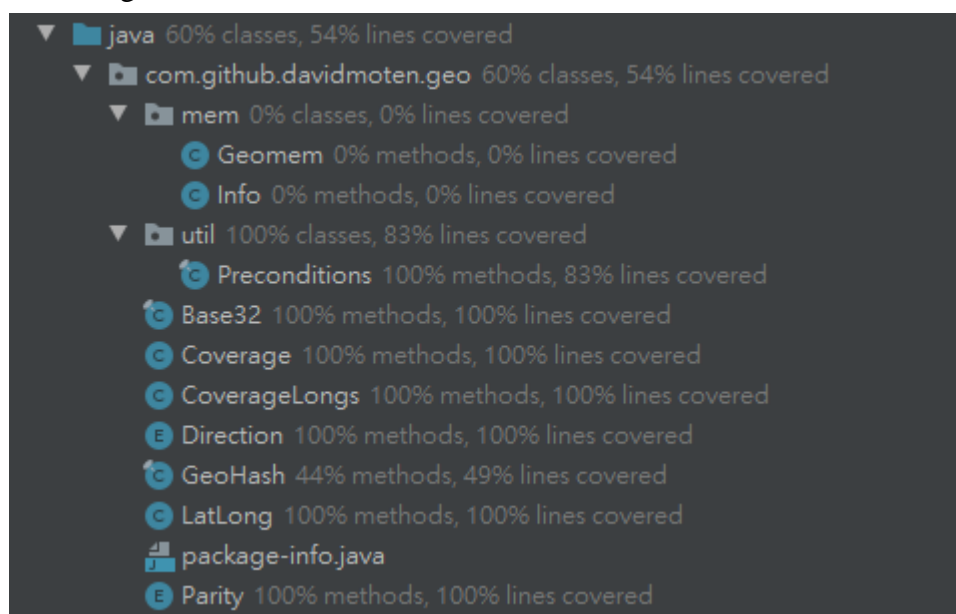 java 60% classes, 54% lines covered
com.github.davidmoten.geo 60% classes, 54% lines covered
mem 0% classes, 0% lines covered
Geomem 0% methods, 0% lines covered
Info 0% methods, 0% lines covered
util 100% classes, 83% lines covered
Preconditions 100% methods, 83% lines covered
Base32 100% methods, 100% lines covered
Coverage 100% methods, 100% lines covered
CoverageLongs 100% methods, 100% lines covered
Direction 100% methods, 100% lines covered
GeoHash 44% methods, 49% lines covered
LatLong 100% methods, 100% lines covered
package-info.java
Parity 100% methods, 100% lines covered